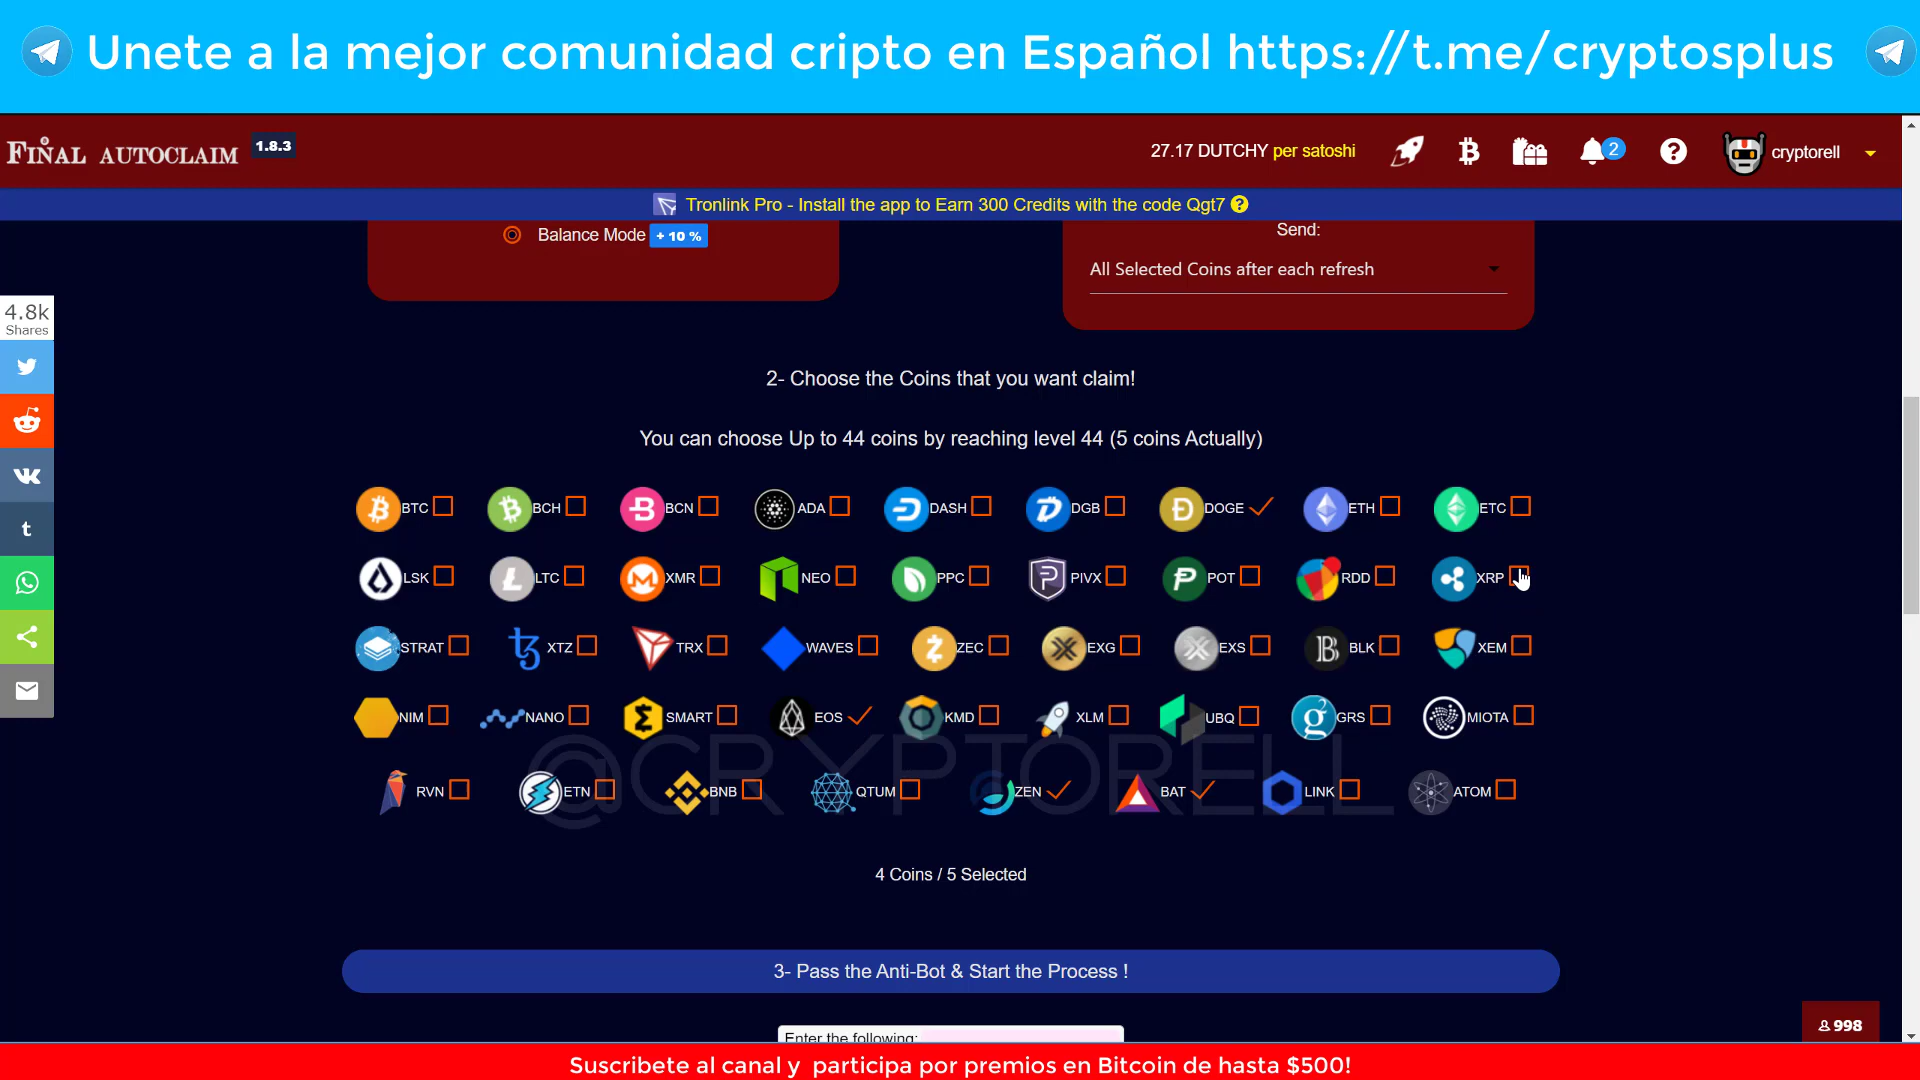 Unete a la mejor comunidad cripto en Español https://t.me/cryptosplus
FIÑAL AUTOCLAIM 1.8.3
27.17 DUTCHY per satoshi
2
?
cryptorell
Tronlink Pro - Install the app to Earn 300 Credits with the code Qgt7 ?
Balance Mode + 10 %
Send:
All Selected Coins after each refresh
4.8k
Shares
2- Choose the Coins that you want claim!
You can choose Up to 44 coins by reaching level 44 (5 coins Actually)
BTC BCH BCN ADA DASH DGB DOGE ETH ETC
LSK LTC XMR NEO PPC PIVX POT RDD XRP
STRAT XTZ TRX WAVES ZEC EXG EXS BLK XEM
NIM NANO SMART EOS KMD XLM UBQ GRS MIOTA
RVN ETN BNB QTUM ZEN BAT LINK ATOM
@CRYPTORELL
4 Coins / 5 Selected
3- Pass the Anti-Bot & Start the Process !
Enter the following:
998
Suscribete al canal y participa por premios en Bitcoin de hasta $500!